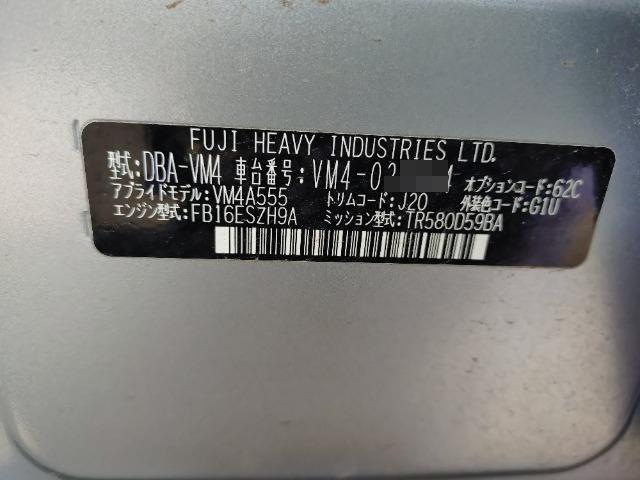 FUJI HEAVY INDUSTRIES LTD.
型式:DBA-VM4 車台番号:VM4-02 4 オプションコード:62C
アプライドモデル:VM4A555 トリムコード:J20 外装色コード:G1U
エンジン型式:FB16ESZH9A ミッション型式:TR580D59BA